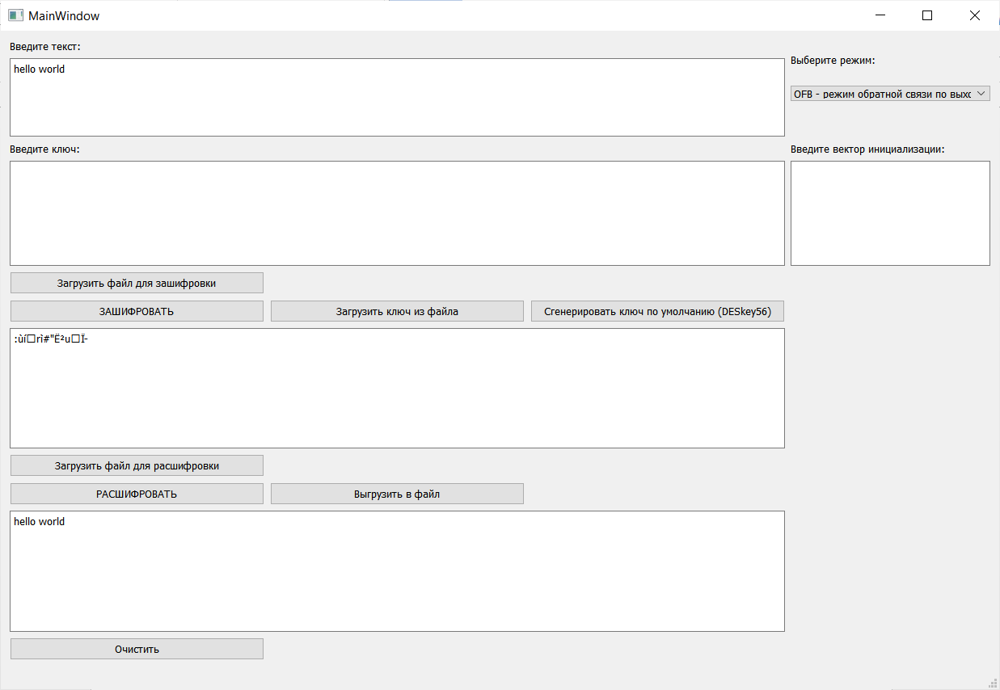 MainWindow
Введите текст:
hello world
Выберите режим:
OFB - режим обратной связи по выхо
Введите ключ:
Введите вектор инициализации:
Загрузить файл для зашифровки
ЗАШИФРОВАТЬ
Загрузить ключ из файла
Сгенерировать ключ по умолчанию (DESkey56)
:ùí□rì#"Ë²u□Ï-
Загрузить файл для расшифровки
РАСШИФРОВАТЬ
Выгрузить в файл
hello world
Очистить